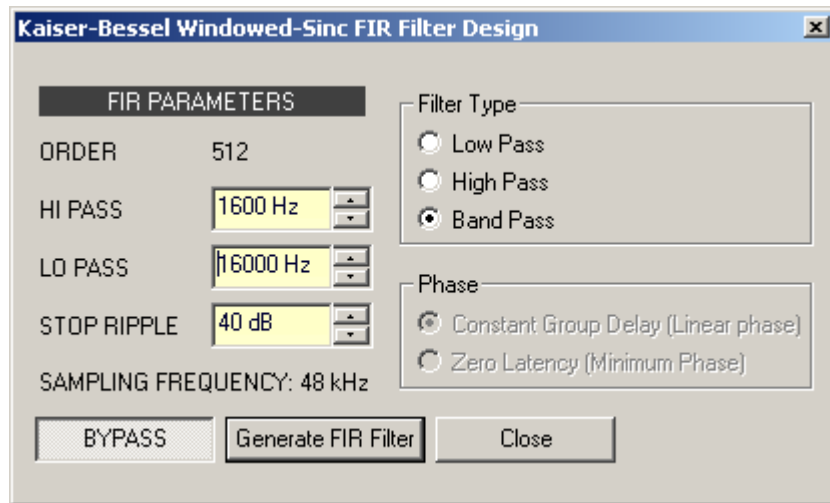 Kaiser-Bessel Windowed-Sinc FIR Filter Design
FIR PARAMETERS
ORDER 512
HI PASS 1600 Hz
LO PASS 16000 Hz
STOP RIPPLE 40 dB
SAMPLING FREQUENCY: 48 kHz
Filter Type
Low Pass
High Pass
Band Pass
Phase
Constant Group Delay (Linear phase)
Zero Latency (Minimum Phase)
BYPASS Generate FIR Filter Close